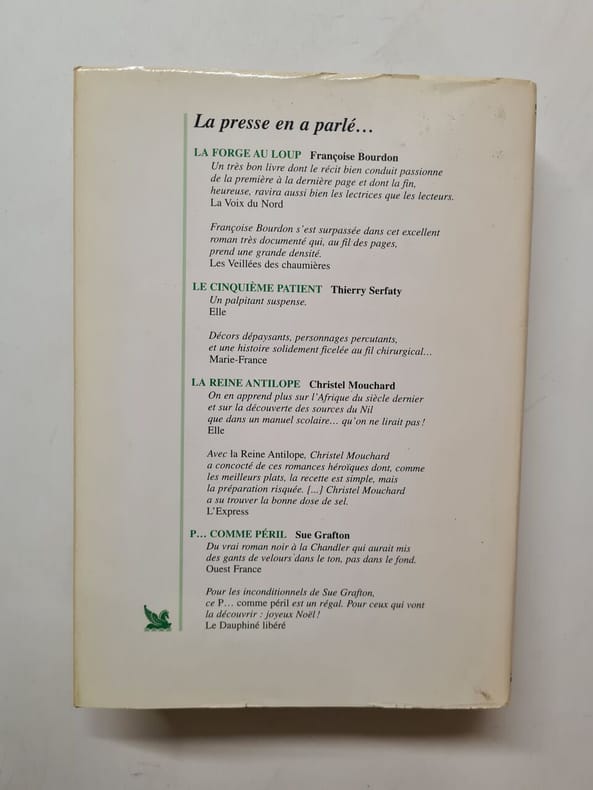 La presse en a parlé…
LA FORGE AU LOUP Françoise Bourdon
Un très bon livre dont le récit bien conduit passionne
de la première à la dernière page et dont la fin,
heureuse, ravira aussi bien les lectrices que les lecteurs.
La Voix du Nord
Françoise Bourdon s'est surpassée dans cet excellent
roman très documenté qui, au fil des pages,
prend une grande densité.
Les Veillées des chaumières
LE CINQUIÈME PATIENT Thierry Serfaty
Un palpitant suspense.
Elle
Décors dépaysants, personnages percutants,
et une histoire solidement ficelée au fil chirurgical…
Marie-France
LA REINE ANTILOPE Christel Mouchard
On en apprend plus sur l'Afrique du siècle dernier
et sur la découverte des sources du Nil
que dans un manuel scolaire… qu'on ne lirait pas !
Elle
Avec la Reine Antilope, Christel Mouchard
a concocté de ces romances héroïques dont, comme
les meilleurs plats, la recette est simple, mais
la préparation risquée. [...] Christel Mouchard
a su trouver la bonne dose de sel.
L'Express
P… COMME PÉRIL Sue Grafton
Du vrai roman noir à la Chandler qui aurait mis
des gants de velours dans le ton, pas dans le fond.
Ouest France
Pour les inconditionnels de Sue Grafton,
ce P… comme péril est un régal. Pour ceux qui vont
la découvrir : joyeux Noël !
Le Dauphiné libéré